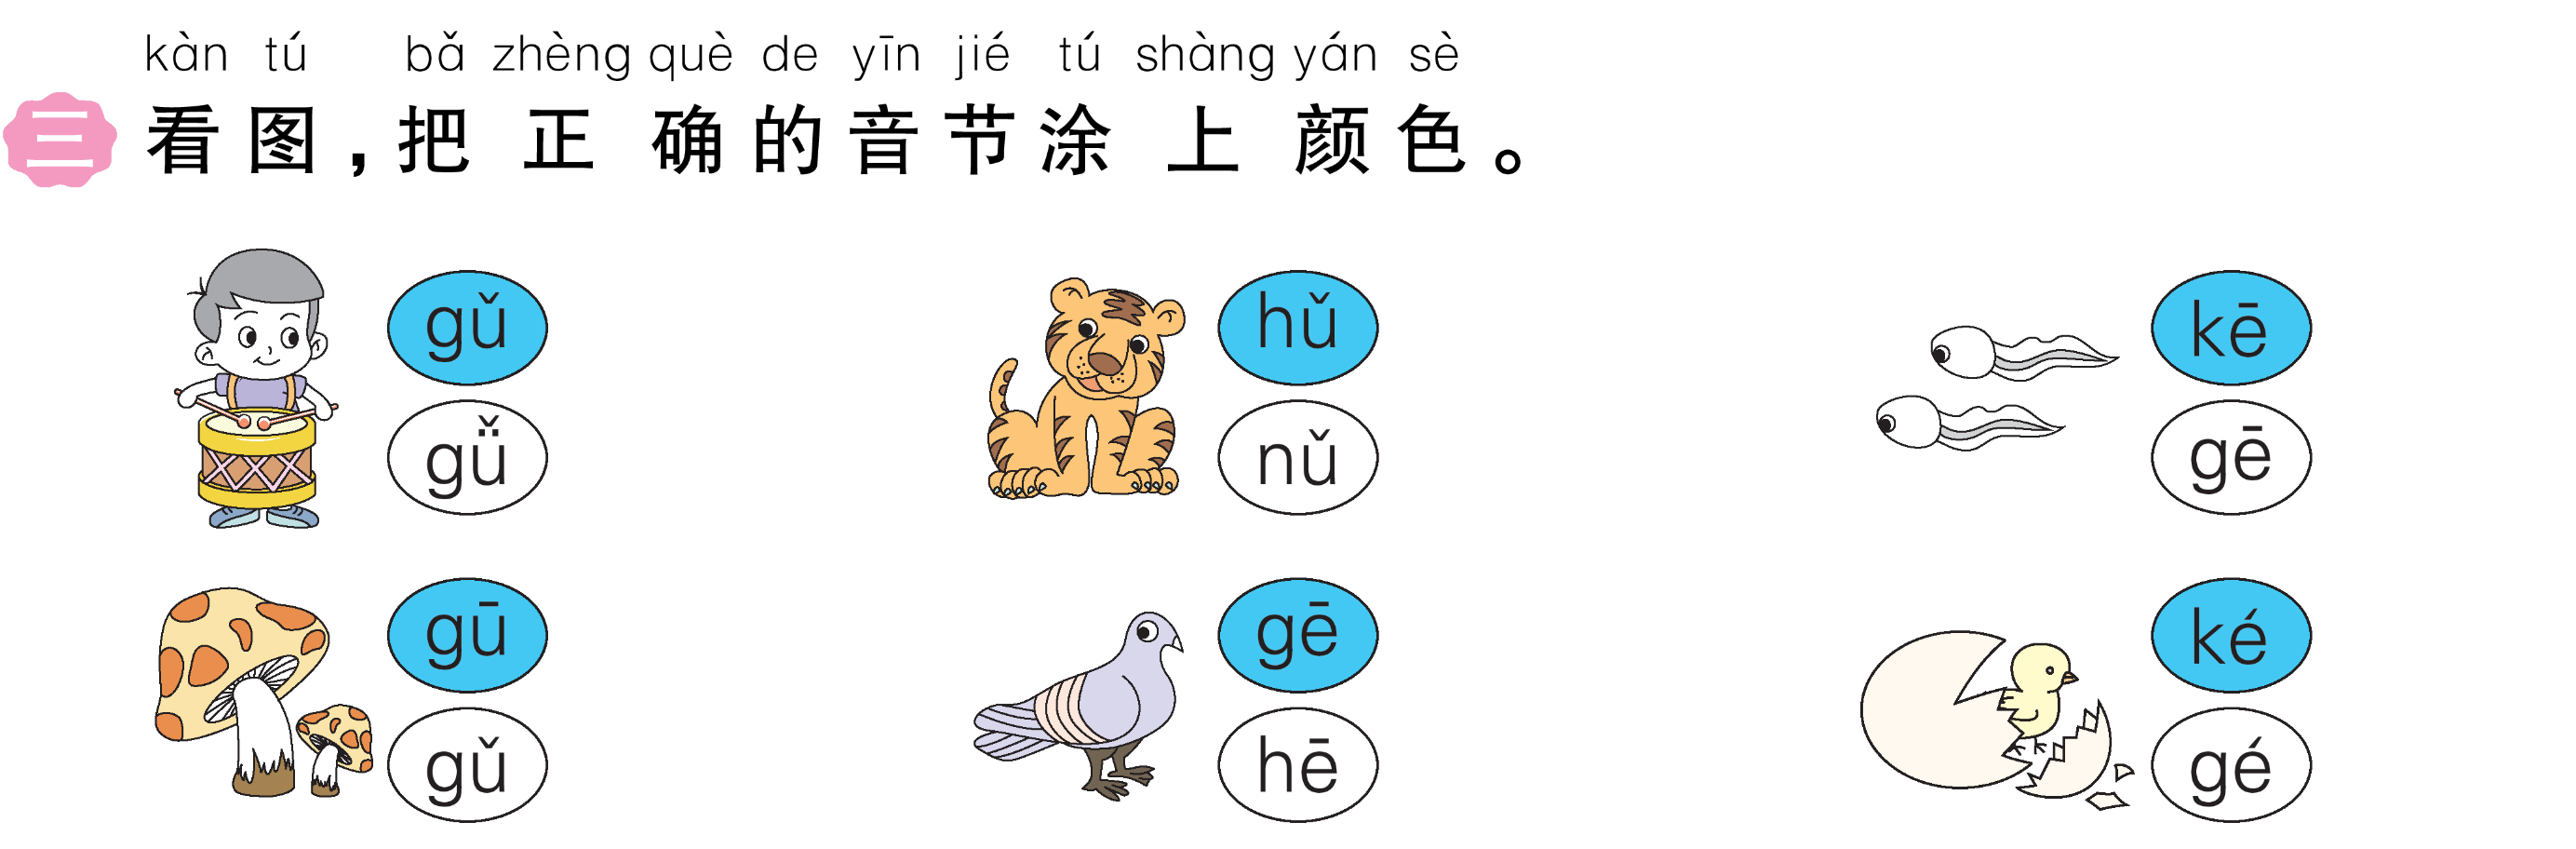 kàn tú bǎ zhèng què de yīn jié tú shàng yán sè
三 看图，把正确的音节涂上颜色。
gǔ hǔ kē
gǚ nǔ gē
gū gē ké
gǔ hē gé